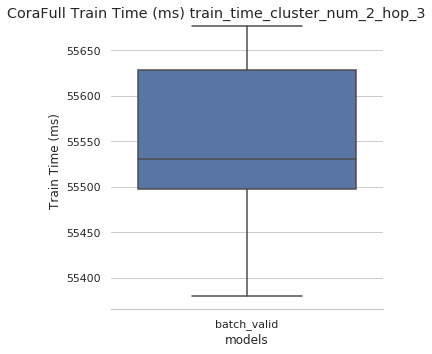 CoraFull Train Time (ms) train_time_cluster_num_2_hop_3
55650
55600
55550
55500
55450
55400
Train Time (ms)
batch_valid
models